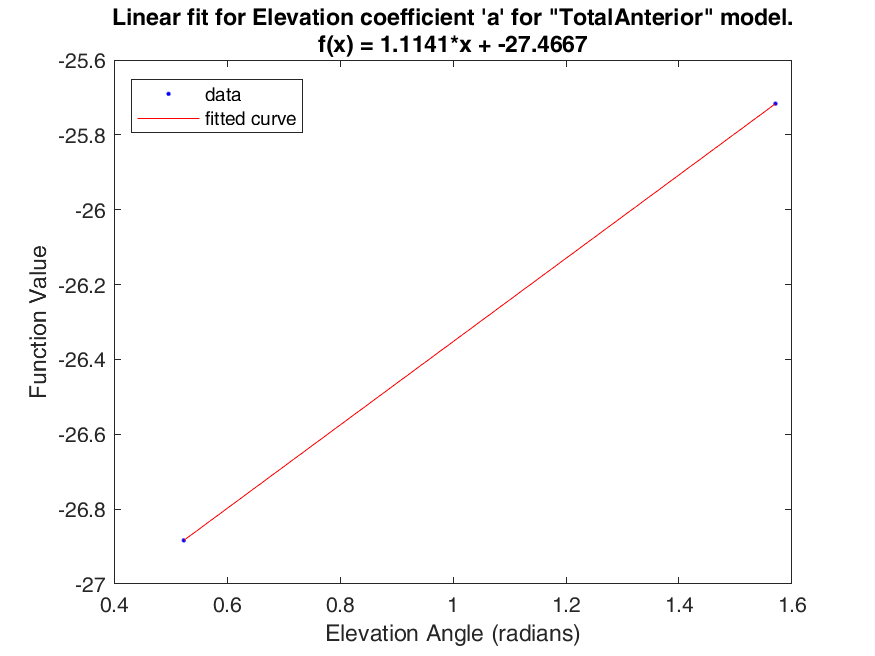 Linear fit for Elevation coefficient 'a' for "TotalAnterior" model.
f(x) = 1.1141*x + -27.4667
data
fitted curve
-25.6
-25.8
-26
-26.2
-26.4
-26.6
-26.8
-27
Function Value
0.4 0.6 0.8 1 1.2 1.4 1.6
Elevation Angle (radians)